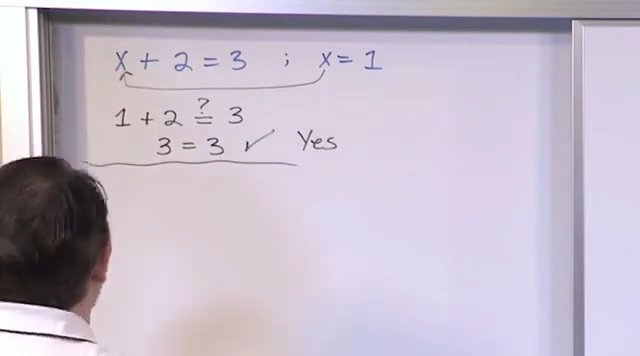 x + 2 = 3 ; x = 1
1 + 2 ≟ 3
3 = 3 ✓ Yes